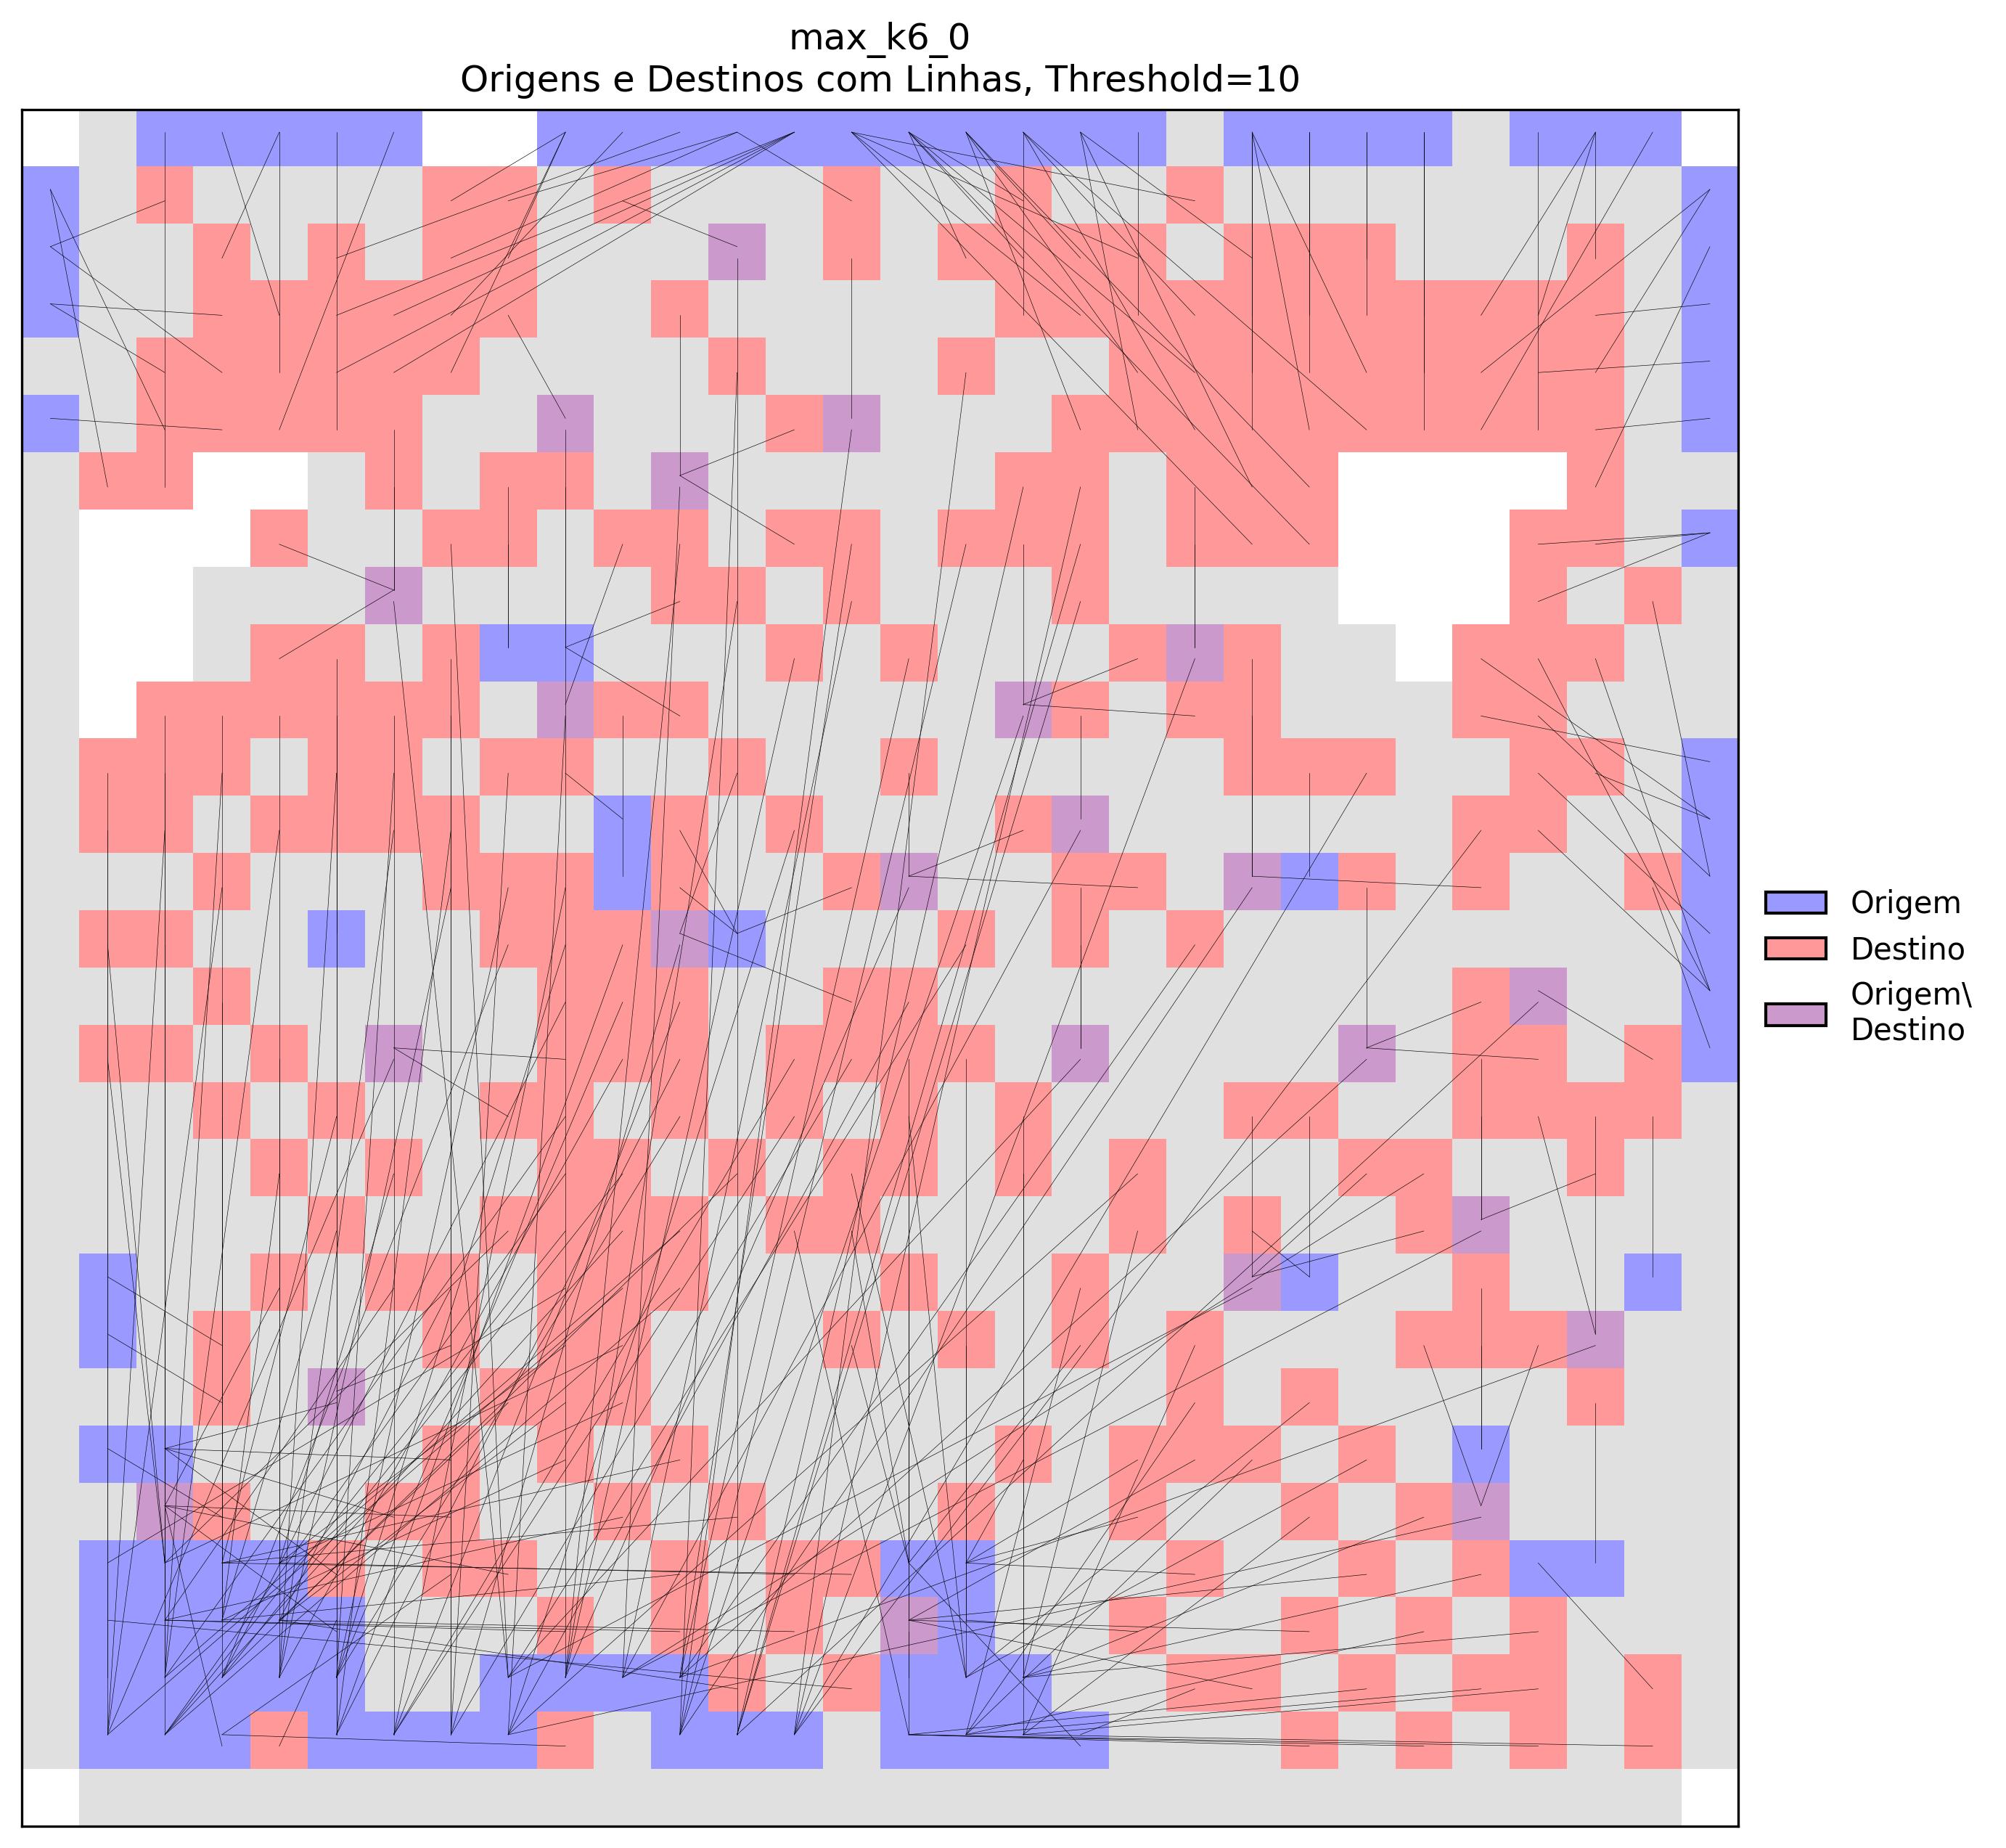 max_k6_0
Origens e Destinos com Linhas, Threshold=10
Origem
Destino
Origem\
Destino